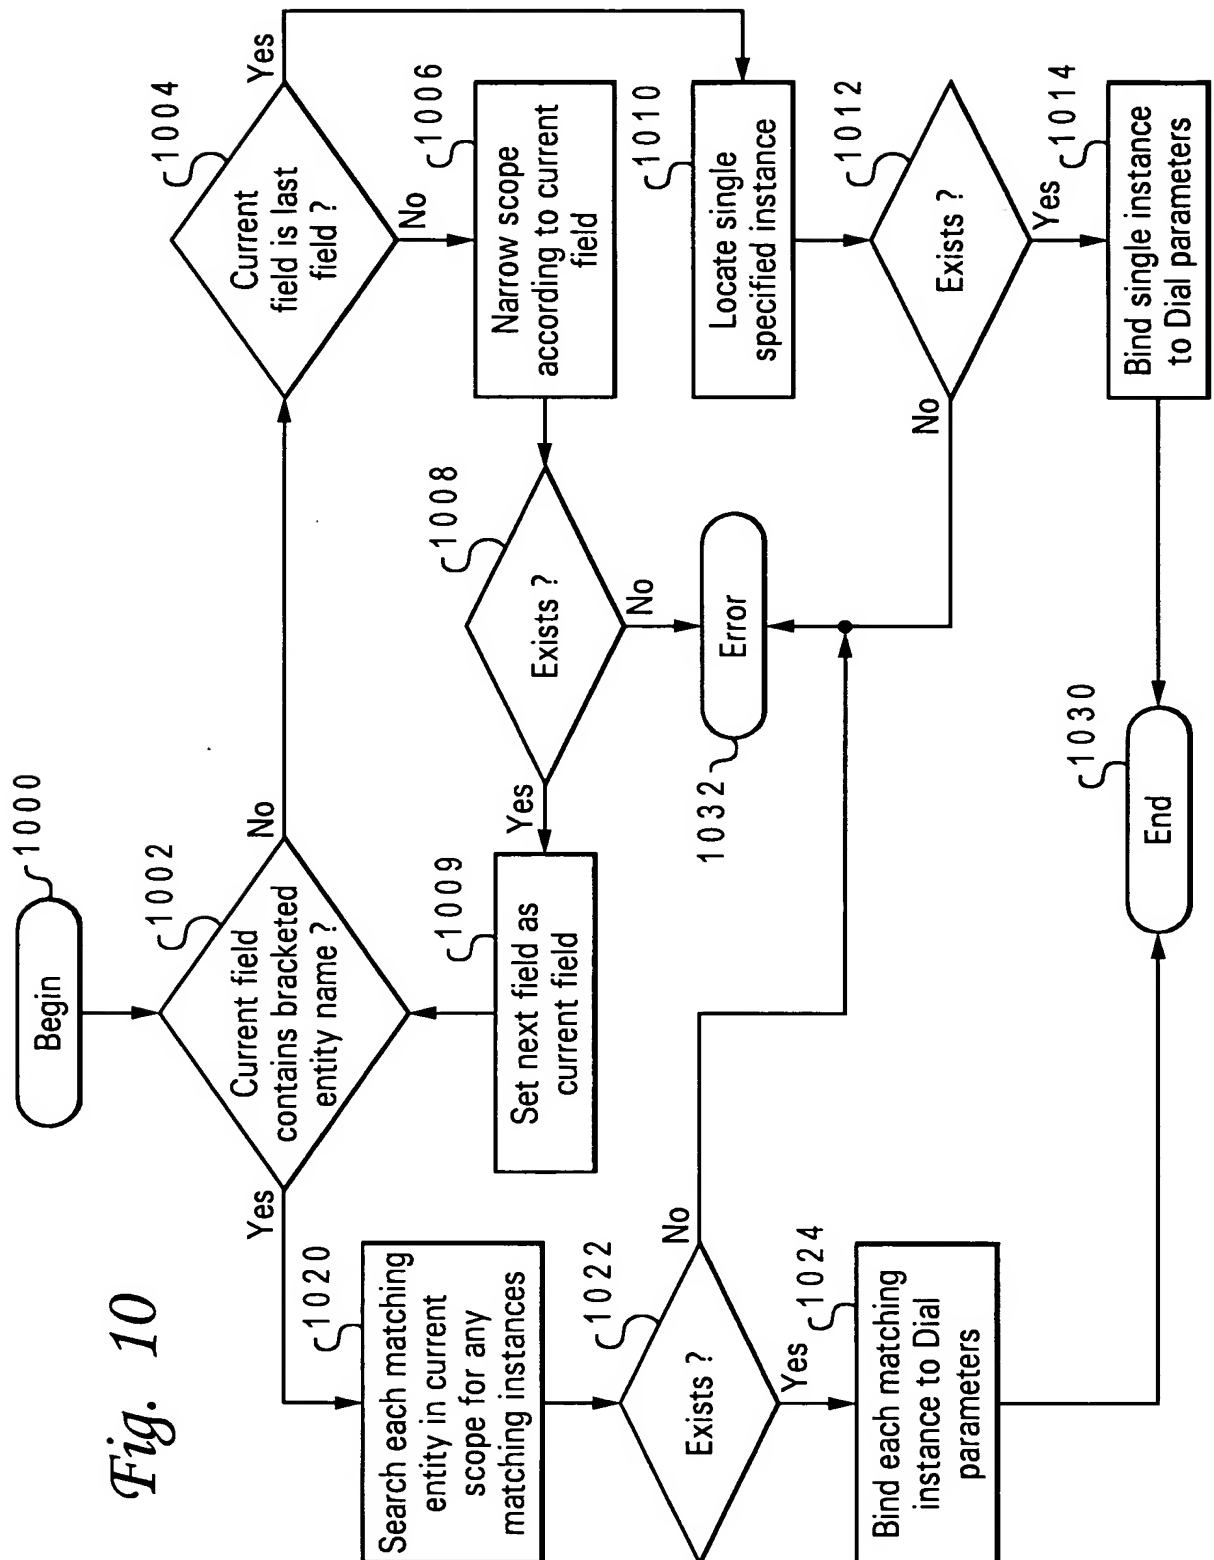 Fig. 10
Begin
1000
Current field
contains bracketed
entity name ?
1002
Yes
No
Current
field is last
field ?
1004
Yes
No
Narrow scope
according to current
field
1006
Exists ?
1008
Yes
No
Set next field as
current field
1009
Error
1032
Locate single
specified instance
1010
Exists ?
1012
No
Yes
Bind single instance
to Dial parameters
1014
Search each matching
entity in current
scope for any
matching instances
1020
Exists ?
1022
No
Yes
Bind each matching
instance to Dial
parameters
1024
End
1030